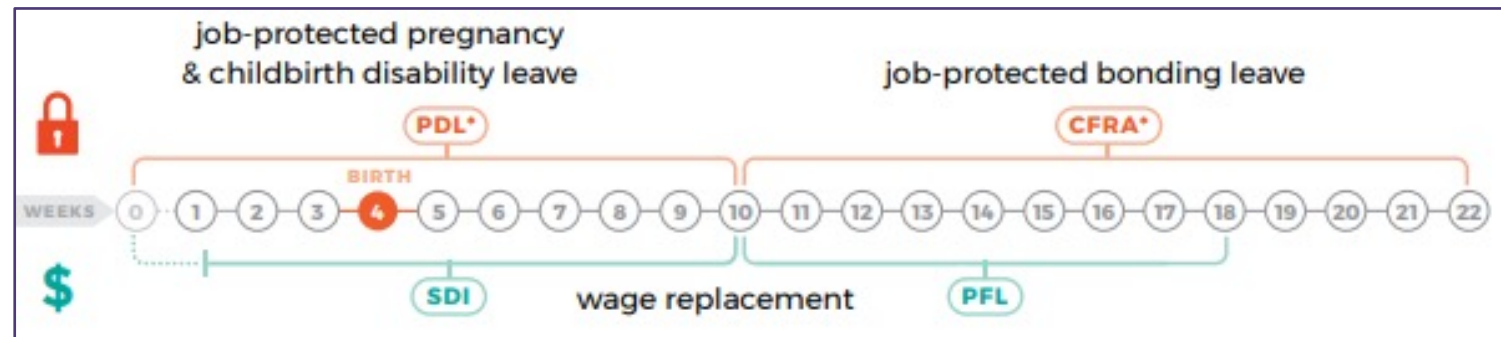 job-protected pregnancy
& childbirth disability leave
job-protected bonding leave
PDL*
CFRA*
BIRTH
WEEKS 0 1 2 3 4 5 6 7 8 9 10 11 12 13 14 15 16 17 18 19 20 21 22
$
SDI
wage replacement
PFL